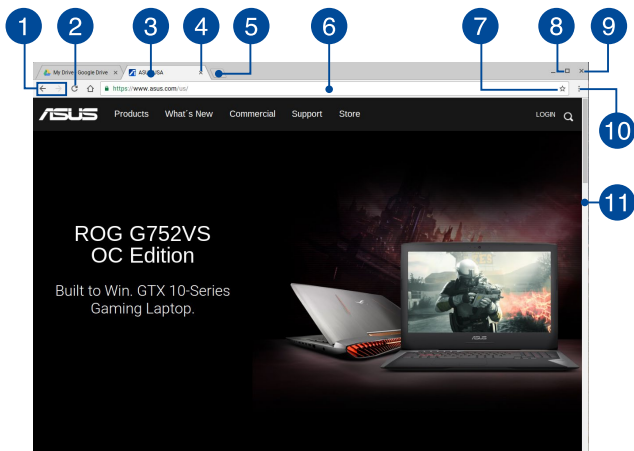 1 2 3 4 5 6 7 8 9
My Drive - Google Drive × ASUS USA ×
https://www.asus.com/us/
10
ASUS Products What´s New Commercial Support Store LOGIN
11
ROG G752VS
OC Edition
Built to Win. GTX 10-Series
Gaming Laptop.
ASUS